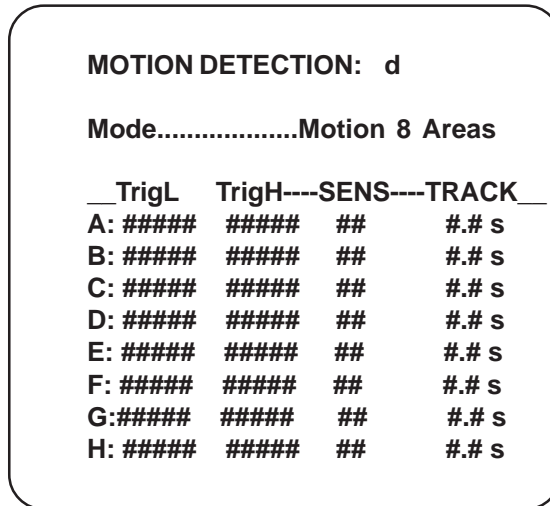 MOTION DETECTION: d
Mode...................Motion 8 Areas
__TrigL TrigH----SENS----TRACK__
A: ##### ##### ## #.# s
B: ##### ##### ## #.# s
C: ##### ##### ## #.# s
D: ##### ##### ## #.# s
E: ##### ##### ## #.# s
F: ##### ##### ## #.# s
G:##### ##### ## #.# s
H: ##### ##### ## #.# s